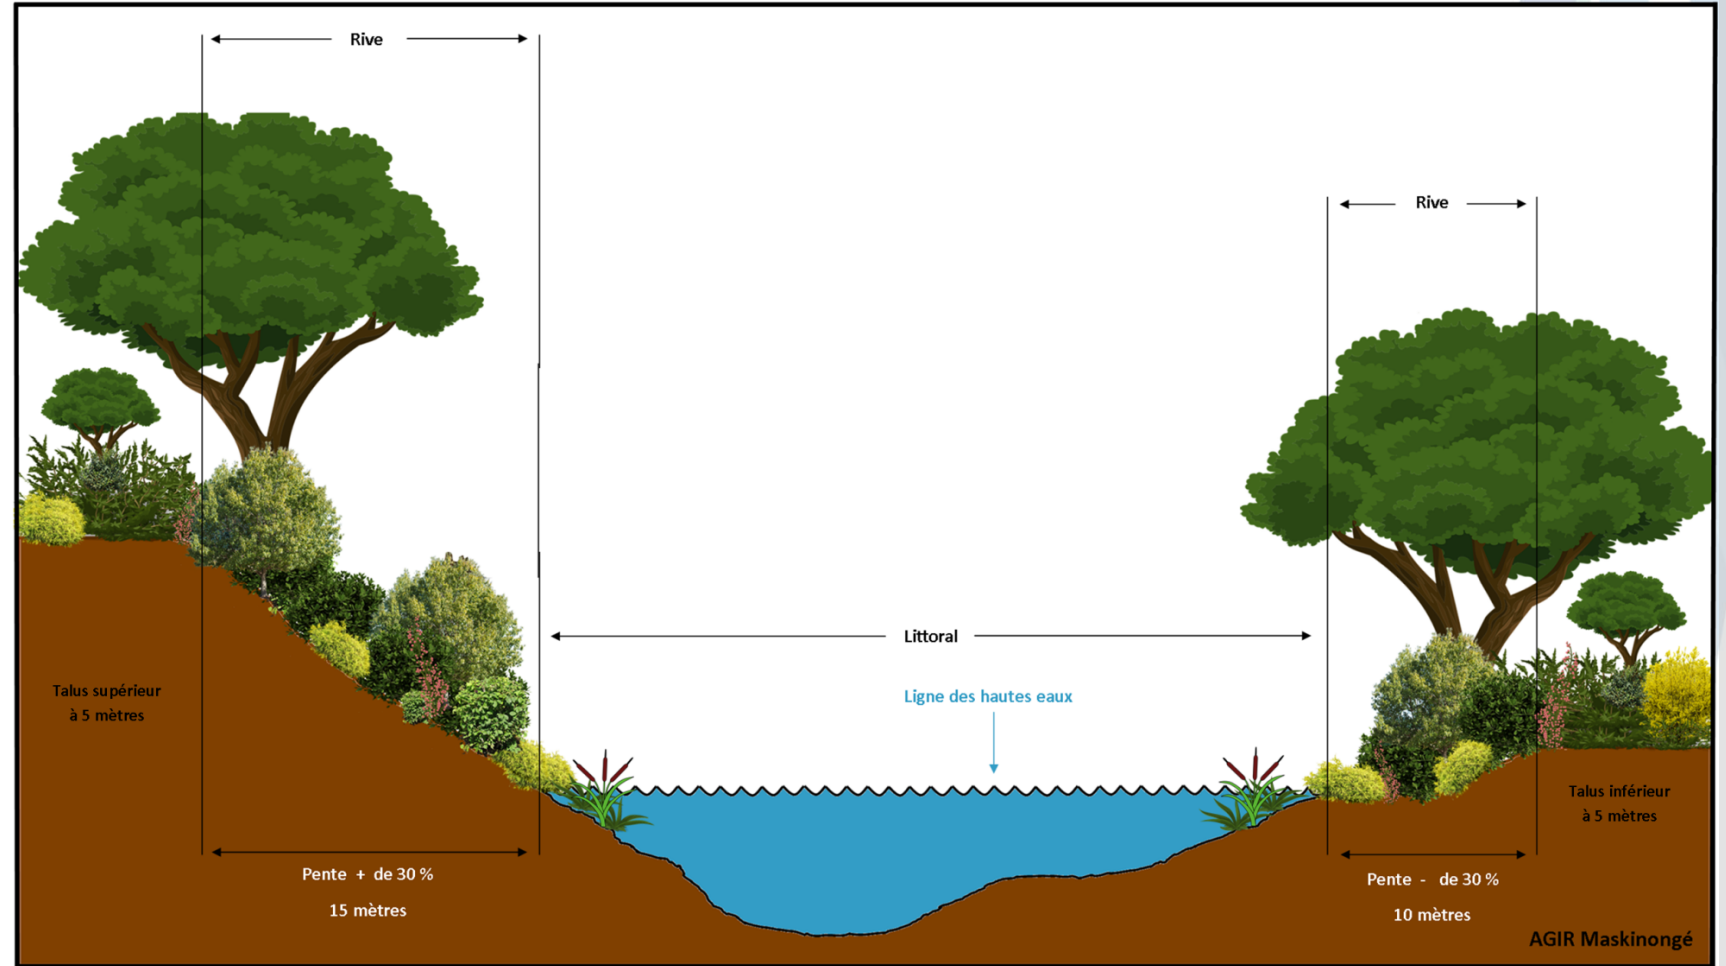 Rive
Rive
Littoral
Ligne des hautes eaux
Talus supérieur
à 5 mètres
Talus inférieur
à 5 mètres
Pente + de 30 %
15 mètres
Pente - de 30 %
10 mètres
AGIR Maskinongé